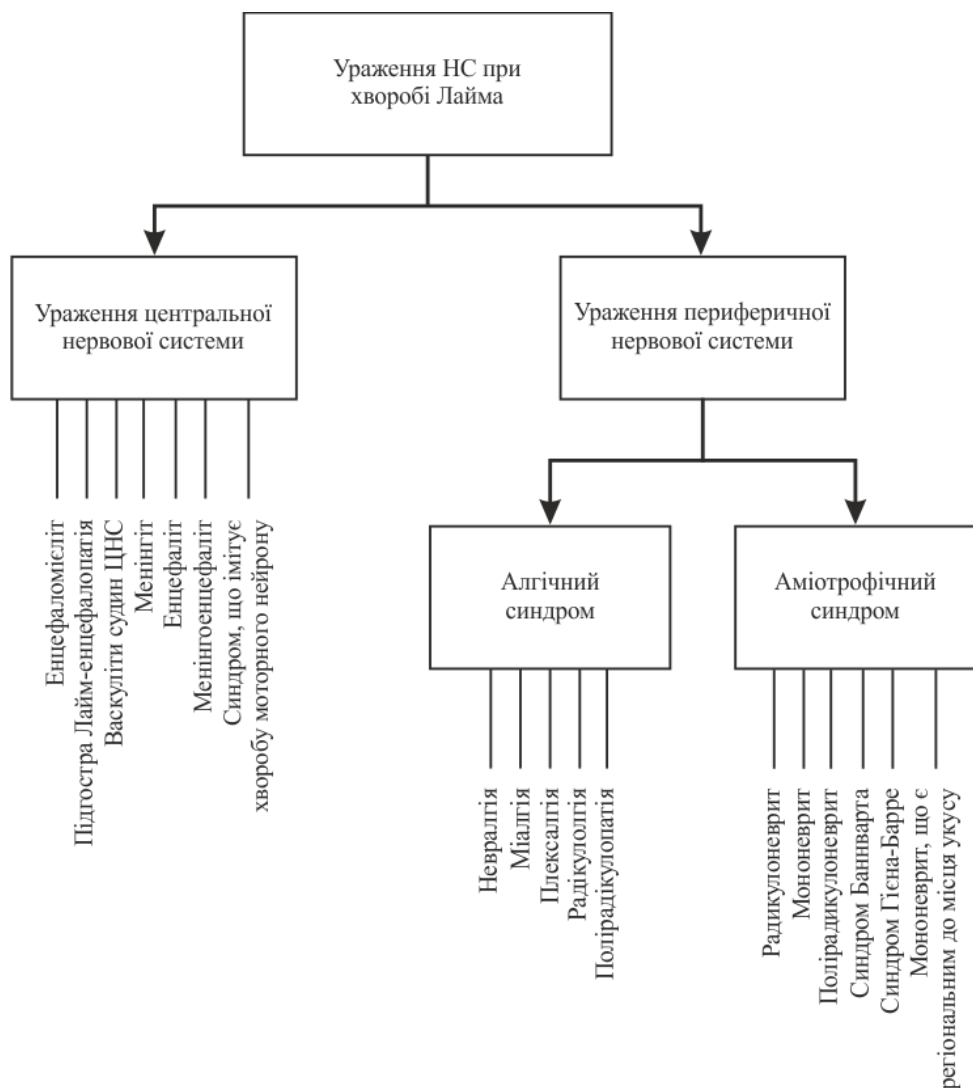 Ураження НС при
хворобі Лайма
Ураження центральної
нервової системи
Ураження периферичної
нервової системи
Енцефаломієліт
Підгостра Лайм-енцефалопатія
Васкуліти судин ЦНС
Менінгіт
Енцефаліт
Менінгоенцефаліт
Синдром, що імітує
хворобу моторного нейрону
Алгічний
синдром
Аміотрофічний
синдром
Невралгія
Міалгія
Плексалгія
Радікулолгія
Полірадікулопатія
Радикулоневрит
Мононеврит
Полірадикулоневрит
Синдром Баннварта
Синдром Гієна-Барре
Мононеврит, що є
регіональним до місця укусу